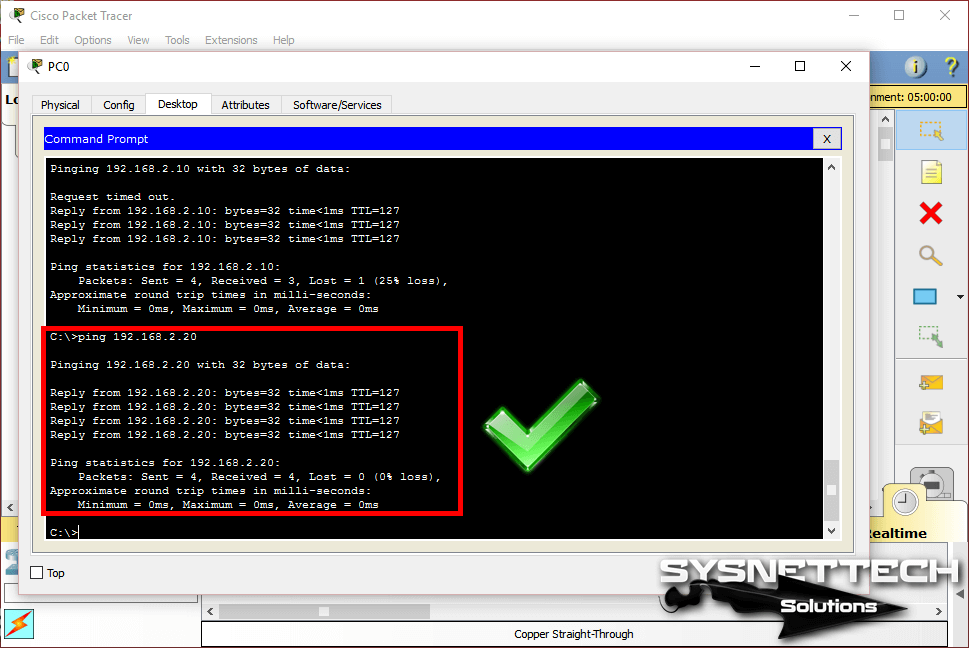 Cisco Packet Tracer
File Edit Options View Tools Extensions Help
PC0
nment: 05:00:00
Physical Config Desktop Attributes Software/Services
Command Prompt X
Pinging 192.168.2.10 with 32 bytes of data:
Request timed out.
Reply from 192.168.2.10: bytes=32 time<1ms TTL=127
Reply from 192.168.2.10: bytes=32 time<1ms TTL=127
Reply from 192.168.2.10: bytes=32 time<1ms TTL=127
Ping statistics for 192.168.2.10:
Packets: Sent = 4, Received = 3, Lost = 1 (25% loss),
Approximate round trip times in milli-seconds:
Minimum = 0ms, Maximum = 0ms, Average = 0ms
C:\>ping 192.168.2.20
Pinging 192.168.2.20 with 32 bytes of data:
Reply from 192.168.2.20: bytes=32 time<1ms TTL=127
Reply from 192.168.2.20: bytes=32 time<1ms TTL=127
Reply from 192.168.2.20: bytes=32 time<1ms TTL=127
Reply from 192.168.2.20: bytes=32 time<1ms TTL=127
Ping statistics for 192.168.2.20:
Packets: Sent = 4, Received = 4, Lost = 0 (0% loss),
Approximate round trip times in milli-seconds:
Minimum = 0ms, Maximum = 0ms, Average = 0ms
C:\>
Realtime
Top
SYSNETTECH
Solutions
Copper Straight-Through